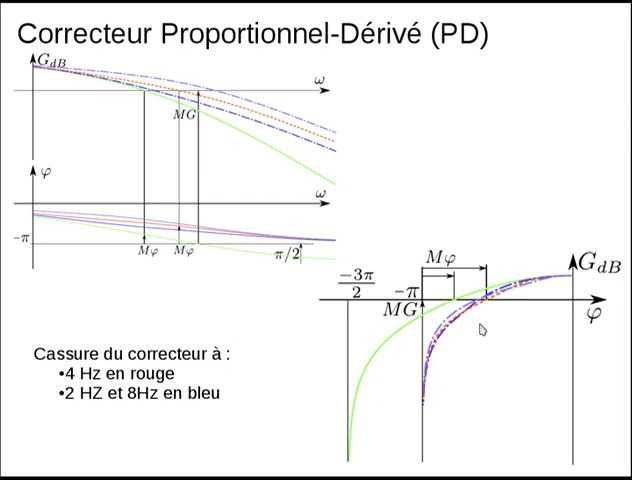 Correcteur Proportionnel-Dérivé (PD)
G_dB
ω
MG
φ
ω
−π
Mφ Mφ
π/2
Mφ
G_dB
−3π/2
−π
MG
φ
Cassure du correcteur à :
•4 Hz en rouge
•2 HZ et 8Hz en bleu